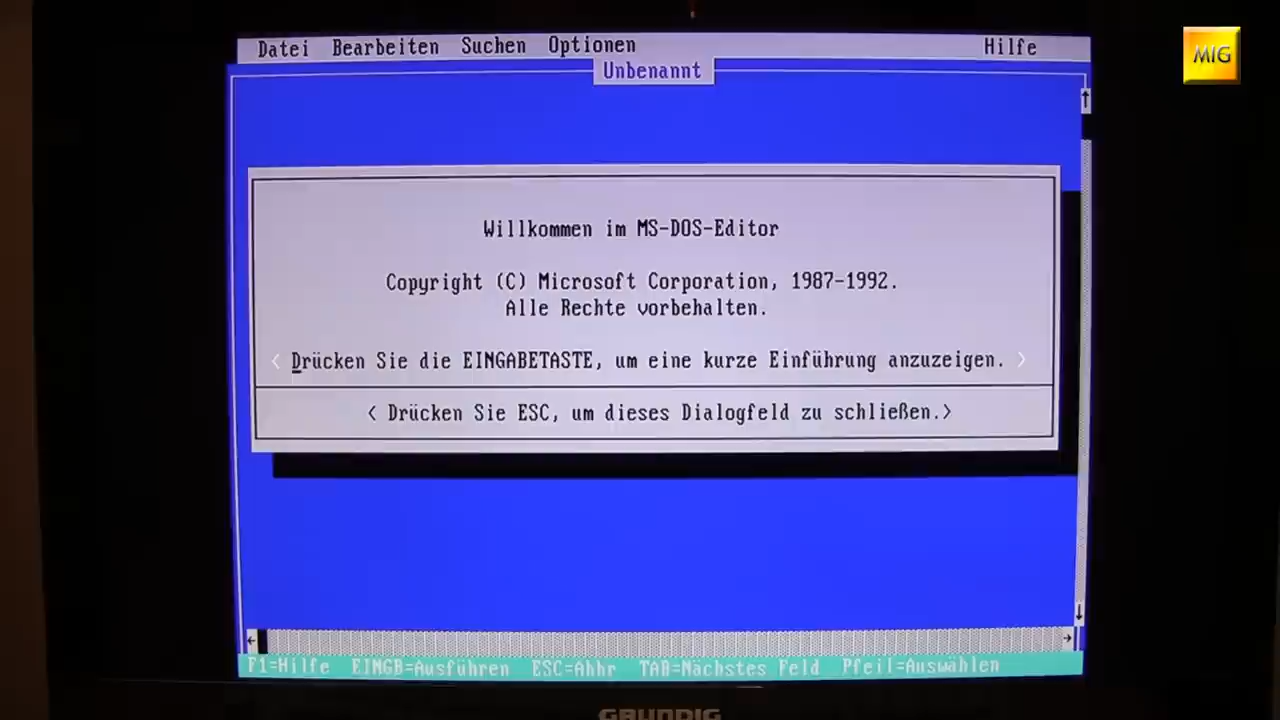 MIG
Datei Bearbeiten Suchen Optionen Hilfe
Unbenannt
Willkommen im MS-DOS-Editor
Copyright (C) Microsoft Corporation, 1987-1992.
Alle Rechte vorbehalten.
< Drücken Sie die EINGABETASTE, um eine kurze Einführung anzuzeigen. >
< Drücken Sie ESC, um dieses Dialogfeld zu schließen.>
F1=Hilfe EINGB=Ausführen ESC=Abbr TAB=Nächstes Feld Pfeil=Auswählen
GRUNDIG